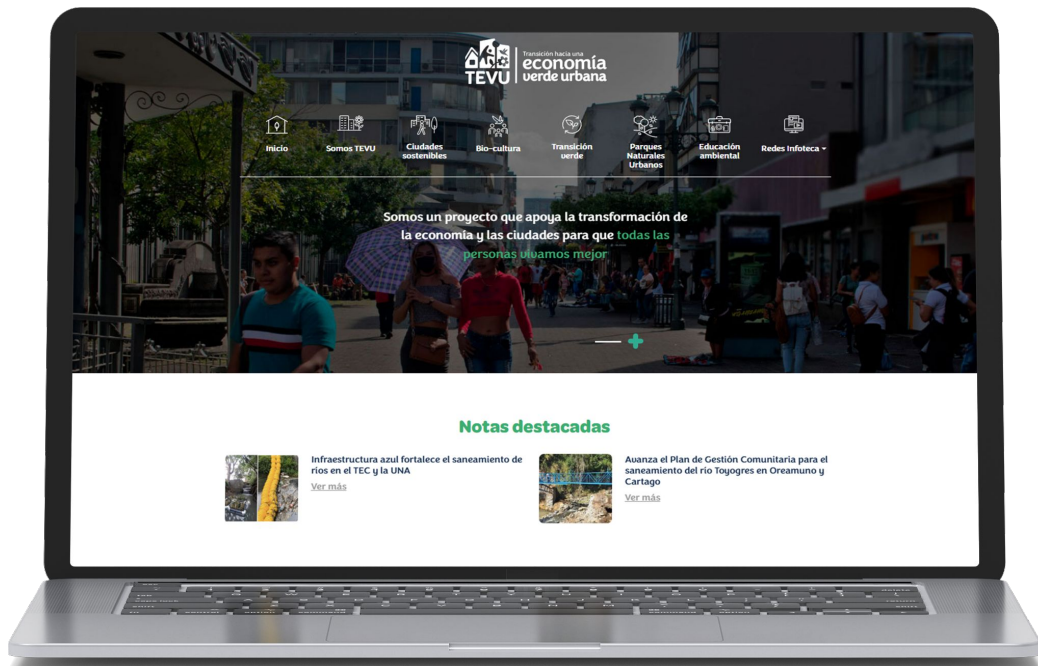 TEVU
Transición hacia una
economía
verde urbana
Inicio
Somos TEVU
Ciudades
sostenibles
Bio-cultura
Transición
verde
Parques
Naturales
Urbanos
Educación
ambiental
Redes Infoteca
Somos un proyecto que apoya la transformación de
la economía y las ciudades para que todas las
personas vivamos mejor
Notas destacadas
Infraestructura azul fortalece el saneamiento de
ríos en el TEC y la UNA
Ver más
Avanza el Plan de Gestión Comunitaria para el
saneamiento del río Toyogres en Oreamuno y
Cartago
Ver más